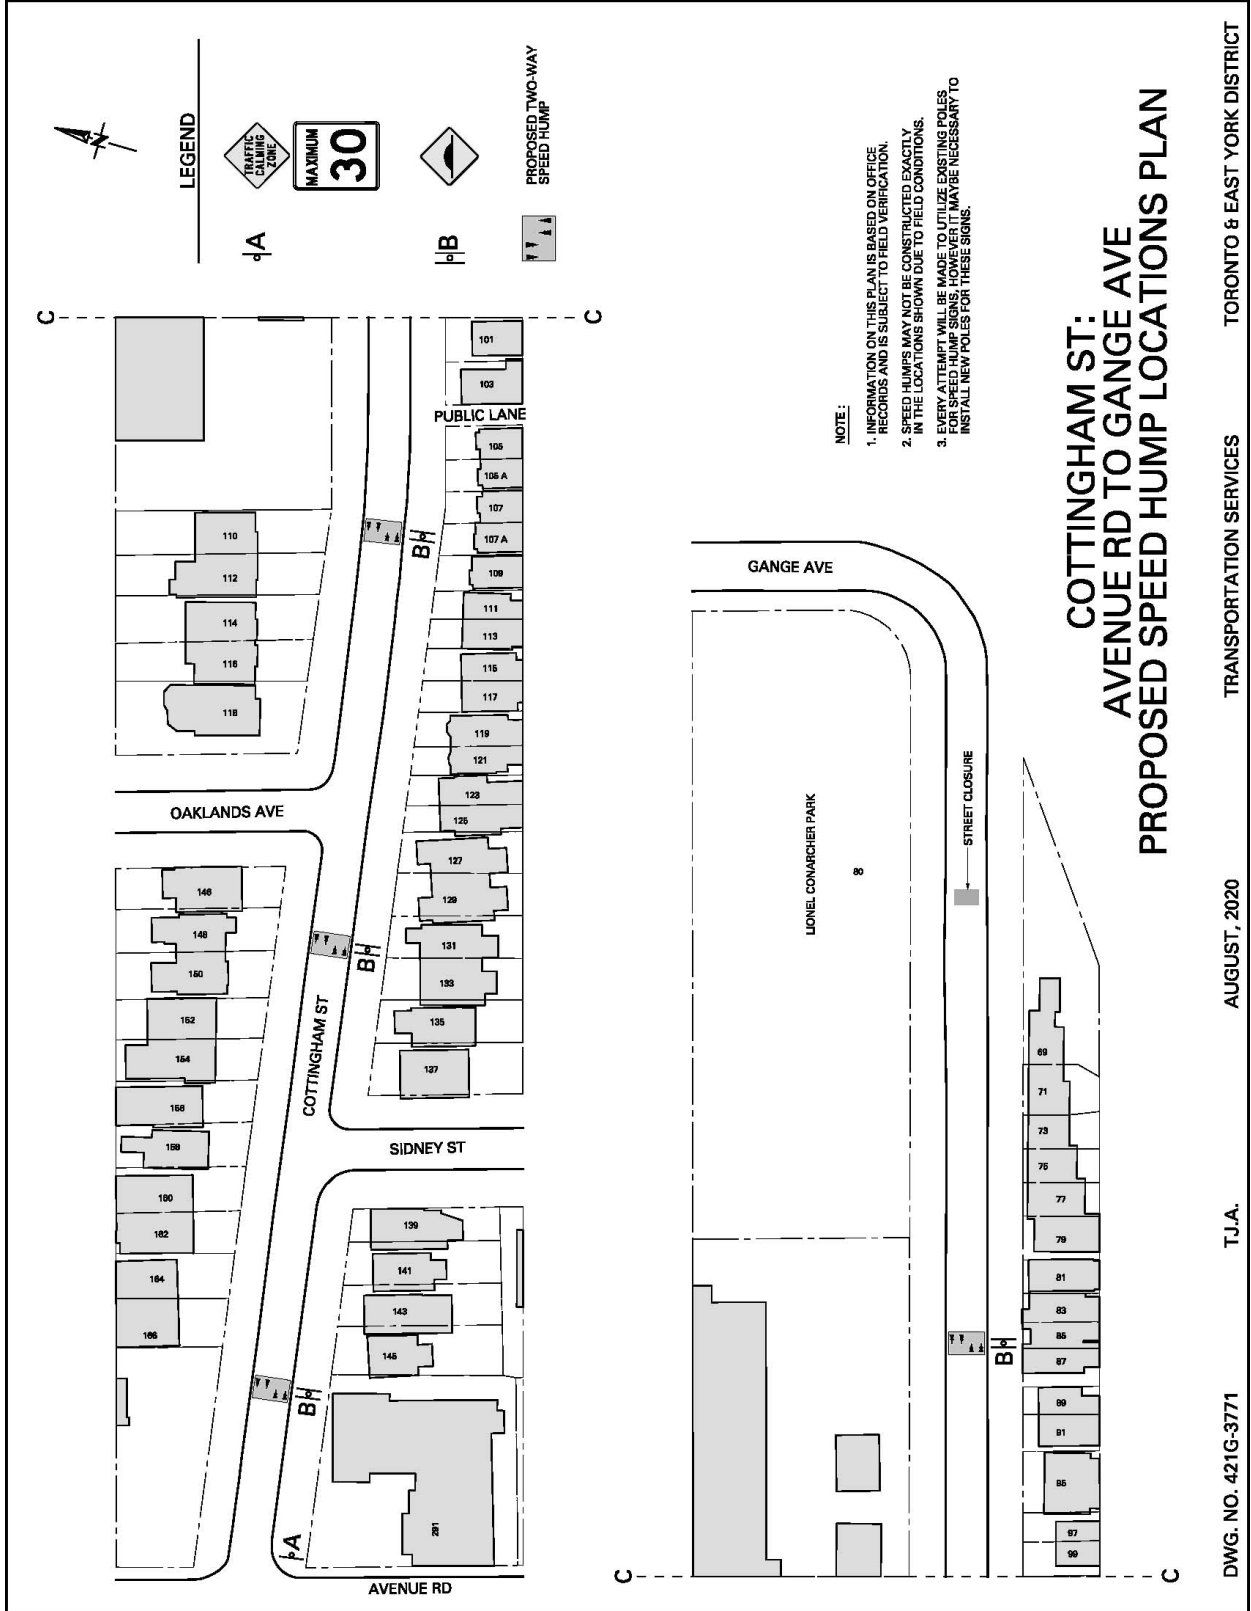 LEGEND
A
TRAFFIC
CALMING
ZONE
MAXIMUM
30
B
PROPOSED TWO-WAY
SPEED HUMP
N
C
C
110
112
114
116
118
OAKLANDS AVE
146
148
150
152
154
156
158
160
162
164
166
COTTINGHAM ST
B
B
B
A
101
103
PUBLIC LANE
105
105 A
107
107 A
109
111
113
115
117
119
121
123
125
127
129
131
133
135
137
SIDNEY ST
139
141
143
145
291
AVENUE RD
NOTE :
1. INFORMATION ON THIS PLAN IS BASED ON OFFICE
RECORDS AND IS SUBJECT TO FIELD VERIFICATION.
2. SPEED HUMPS MAY NOT BE CONSTRUCTED EXACTLY
IN THE LOCATIONS SHOWN DUE TO FIELD CONDITIONS.
3. EVERY ATTEMPT WILL BE MADE TO UTILIZE EXISTING POLES
FOR SPEED HUMP SIGNS, HOWEVER IT MAYBE NECESSARY TO
INSTALL NEW POLES FOR THESE SIGNS.
GANGE AVE
LIONEL CONARCHER PARK
80
STREET CLOSURE
69
71
73
75
77
79
81
83
85
87
89
91
95
97
99
B
C
C
COTTINGHAM ST:
AVENUE RD TO GANGE AVE
PROPOSED SPEED HUMP LOCATIONS PLAN
DWG. NO. 421G-3771
T.J.A.
AUGUST, 2020
TRANSPORTATION SERVICES
TORONTO & EAST YORK DISTRICT